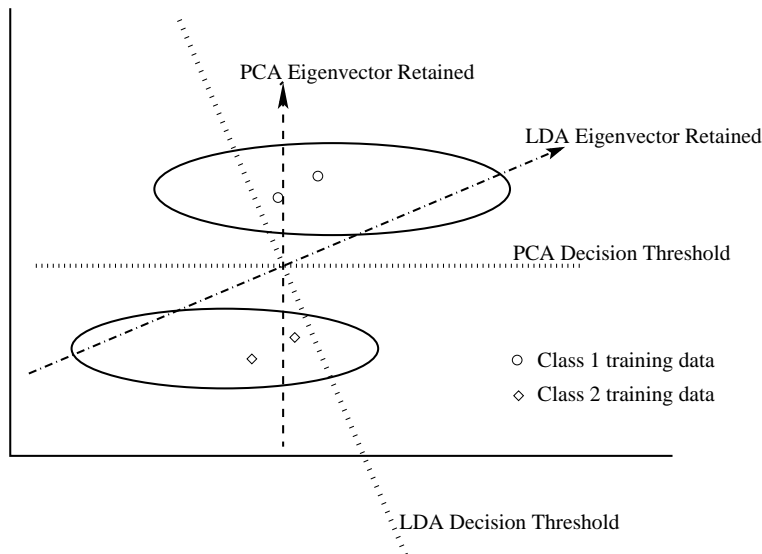 PCA Eigenvector Retained
LDA Eigenvector Retained
PCA Decision Threshold
Class 1 training data
Class 2 training data
LDA Decision Threshold